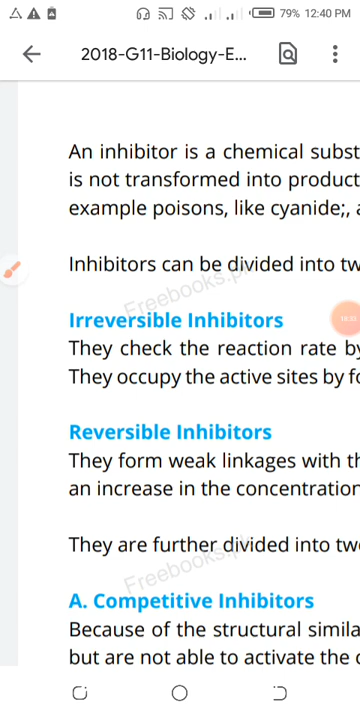 79% 12:40 PM
2018-G11-Biology-E...
An inhibitor is a chemical subst
is not transformed into product
example poisons, like cyanide;, a
Inhibitors can be divided into tw
Freebooks.pk
Irreversible Inhibitors
18:33
They check the reaction rate by
They occupy the active sites by fo
Reversible Inhibitors
They form weak linkages with th
an increase in the concentration
They are further divided into tw
Freebooks.pk
A. Competitive Inhibitors
Because of the structural simila
but are not able to activate the